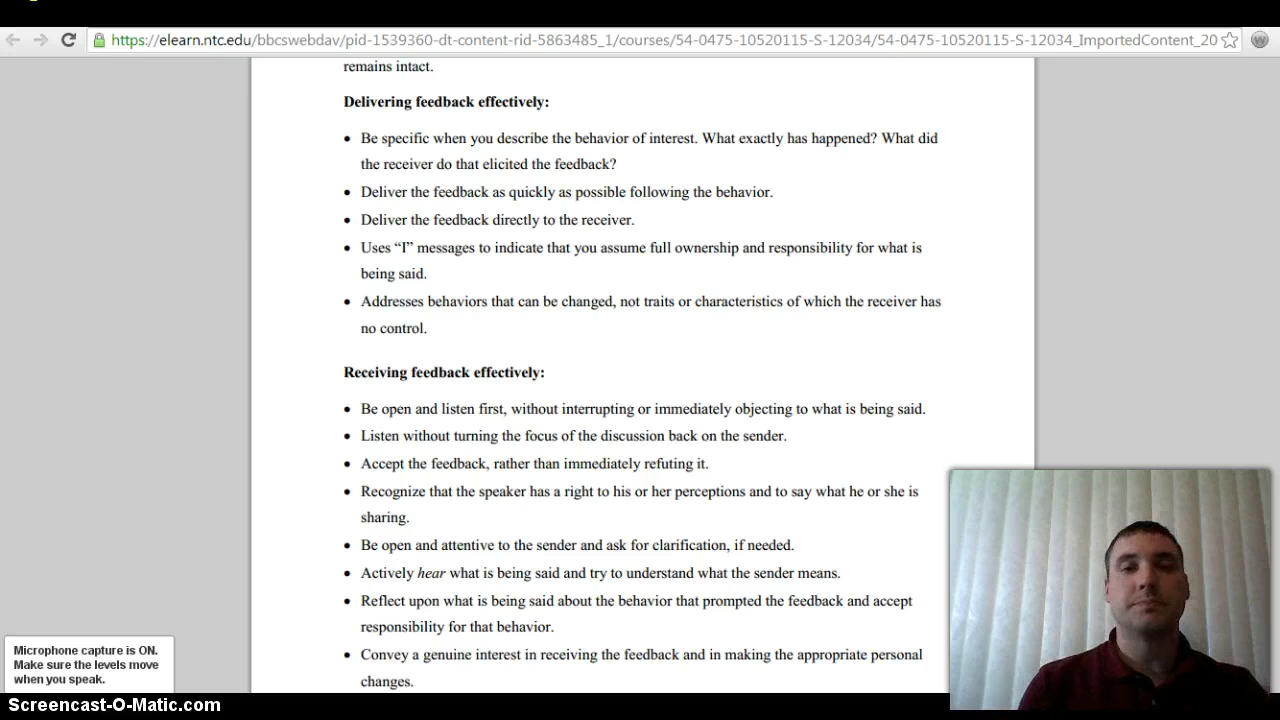 https://elearn.ntc.edu/bbcswebdav/pid-1539360-dt-content-rid-5863485_1/courses/54-0475-10520115-S-12034/54-0475-10520115-S-12034_ImportedContent_20
remains intact.
Delivering feedback effectively:
• Be specific when you describe the behavior of interest. What exactly has happened? What did
the receiver do that elicited the feedback?
• Deliver the feedback as quickly as possible following the behavior.
• Deliver the feedback directly to the receiver.
• Uses “I” messages to indicate that you assume full ownership and responsibility for what is
being said.
• Addresses behaviors that can be changed, not traits or characteristics of which the receiver has
no control.
Receiving feedback effectively:
• Be open and listen first, without interrupting or immediately objecting to what is being said.
• Listen without turning the focus of the discussion back on the sender.
• Accept the feedback, rather than immediately refuting it.
• Recognize that the speaker has a right to his or her perceptions and to say what he or she is
sharing.
• Be open and attentive to the sender and ask for clarification, if needed.
• Actively hear what is being said and try to understand what the sender means.
• Reflect upon what is being said about the behavior that prompted the feedback and accept
responsibility for that behavior.
• Convey a genuine interest in receiving the feedback and in making the appropriate personal
changes.
Microphone capture is ON.
Make sure the levels move
when you speak.
Screencast-O-Matic.com